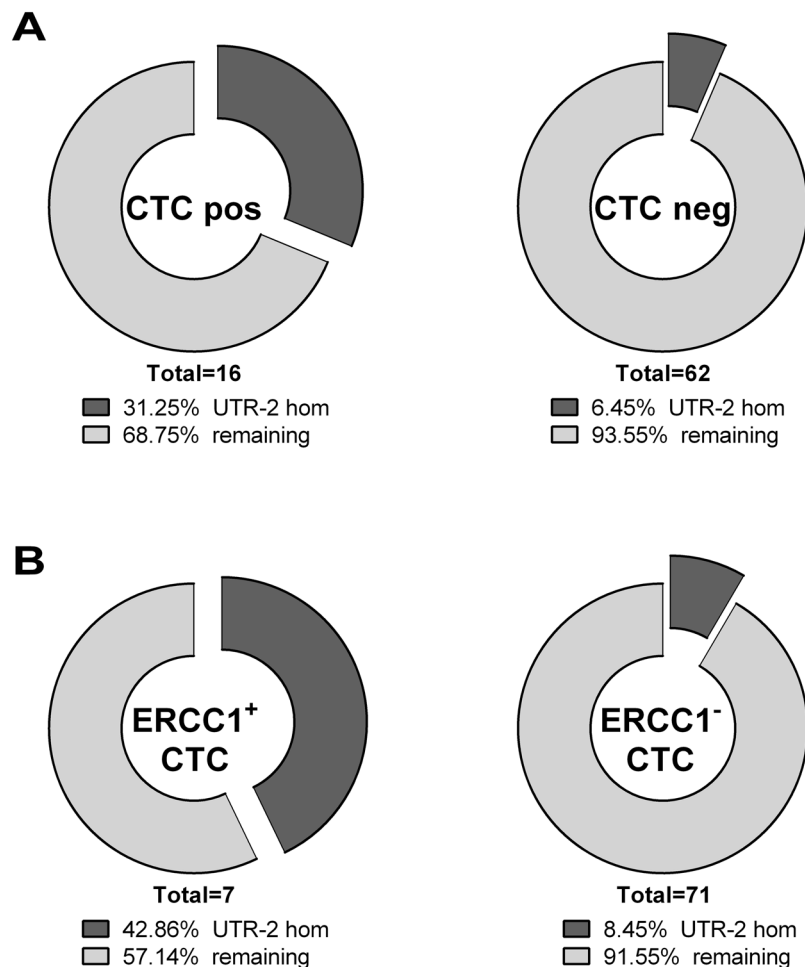 A
CTC pos
CTC neg
Total=16
Total=62
31.25% UTR-2 hom
68.75% remaining
6.45% UTR-2 hom
93.55% remaining
B
ERCC1⁺
CTC
ERCC1⁻
CTC
Total=7
Total=71
42.86% UTR-2 hom
57.14% remaining
8.45% UTR-2 hom
91.55% remaining